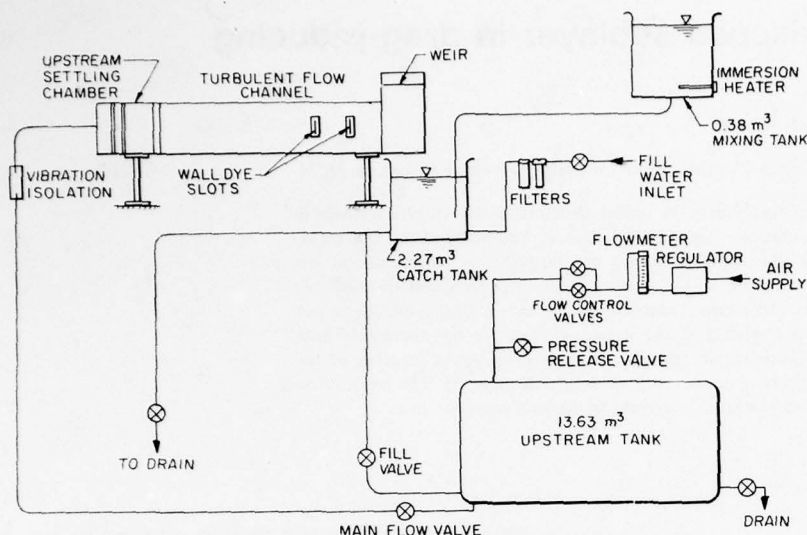 UPSTREAM
SETTLING
CHAMBER
TURBULENT FLOW
CHANNEL
WEIR
IMMERSION
HEATER
0.38 m³
MIXING TANK
VIBRATION
ISOLATION
WALL DYE
SLOTS
FILTERS
FILL
WATER
INLET
2.27 m³
CATCH TANK
FLOWMETER
REGULATOR
AIR
SUPPLY
FLOW CONTROL
VALVES
PRESSURE
RELEASE VALVE
13.63 m³
UPSTREAM TANK
TO DRAIN
FILL
VALVE
MAIN FLOW VALVE
DRAIN